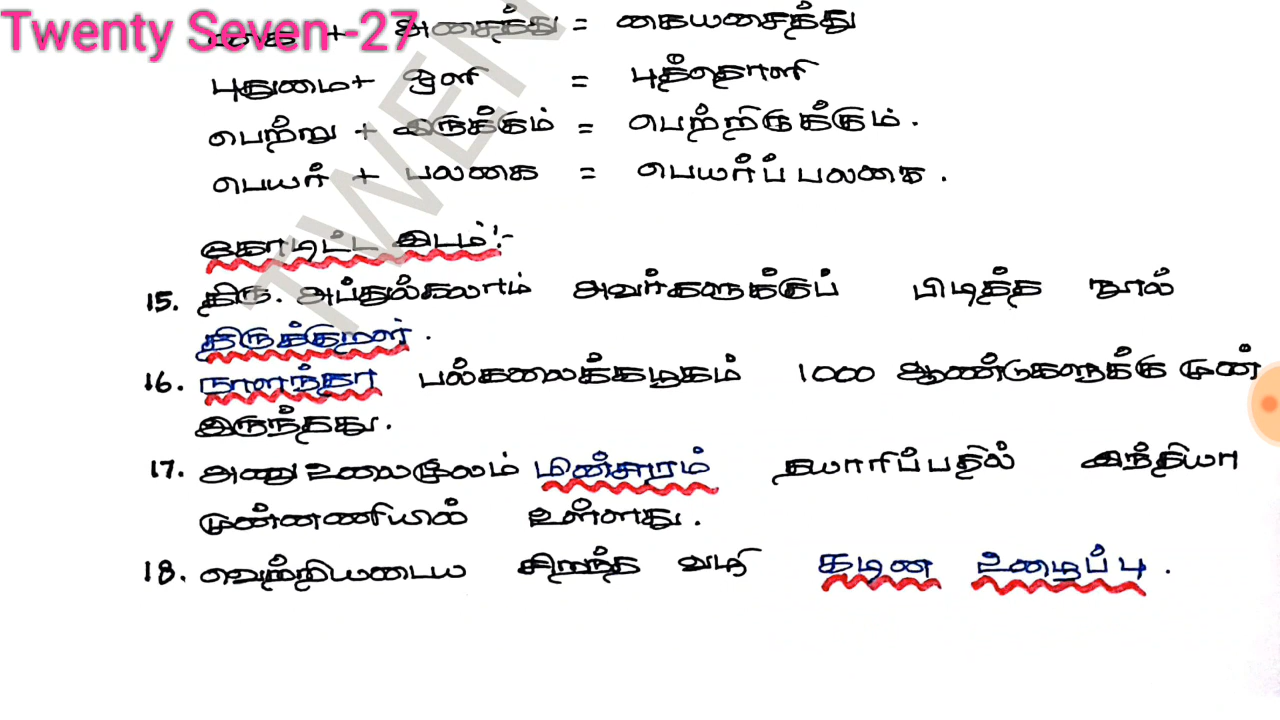 Twenty Seven-27
கை + அசைத்து = கையசைத்து
புதுமை + ஒளி = புத்தொளி
பெற்று + இருக்கும் = பெற்றிருக்கும்.
பெயர் + பலகை = பெயர்ப் பலகை.
கோடிட்ட இடம்:-
15. திரு. அப்துல்கலாம் அவர்களுக்குப் பிடித்த நூல்
திருக்குறள்.
16. நாளந்தா பல்கலைக்கழகம் 1000 ஆண்டுகளுக்கு முன்
இருந்தது.
17. அணு உலைமூலம் மின்சாரம் தயாரிப்பதில் இந்தியா
முன்னணியில் உள்ளது.
18. வெற்றியடைய சிறந்த வழி கடின உழைப்பு.
TWEN